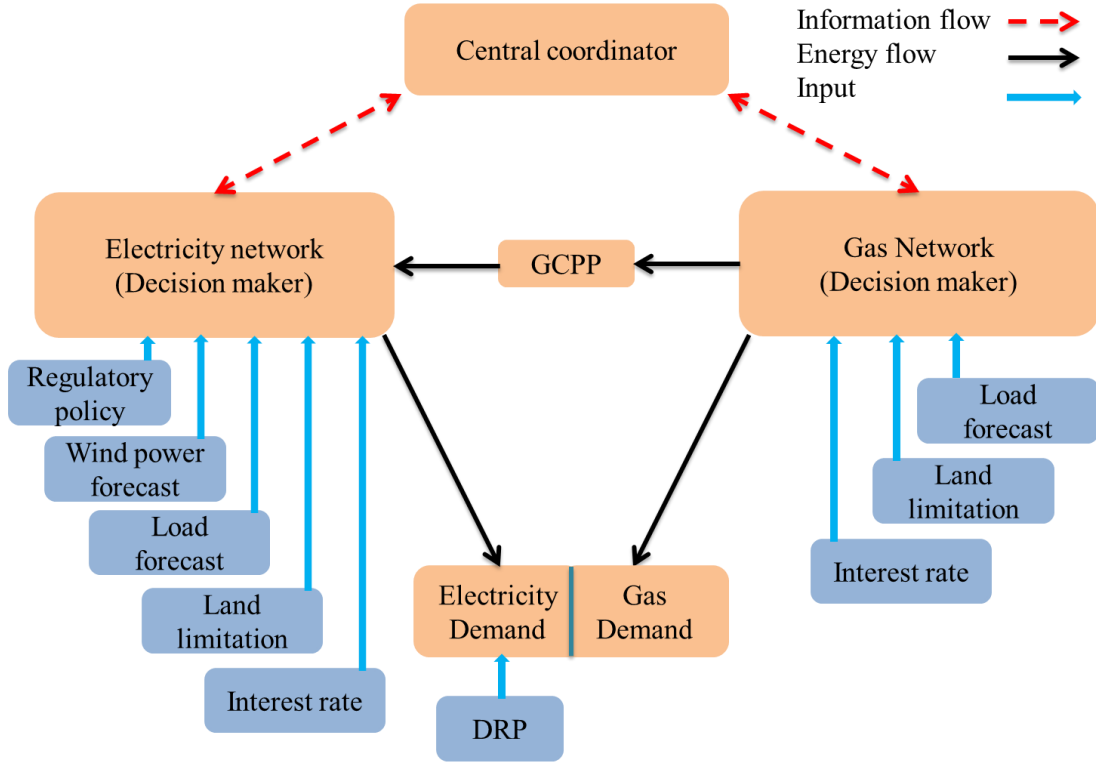 Central coordinator
Information flow
Energy flow
Input
Electricity network
(Decision maker)
GCPP
Gas Network
(Decision maker)
Regulatory
policy
Wind power
forecast
Load
forecast
Land
limitation
Interest rate
Load
forecast
Land
limitation
Interest rate
Electricity
Demand
Gas
Demand
DRP